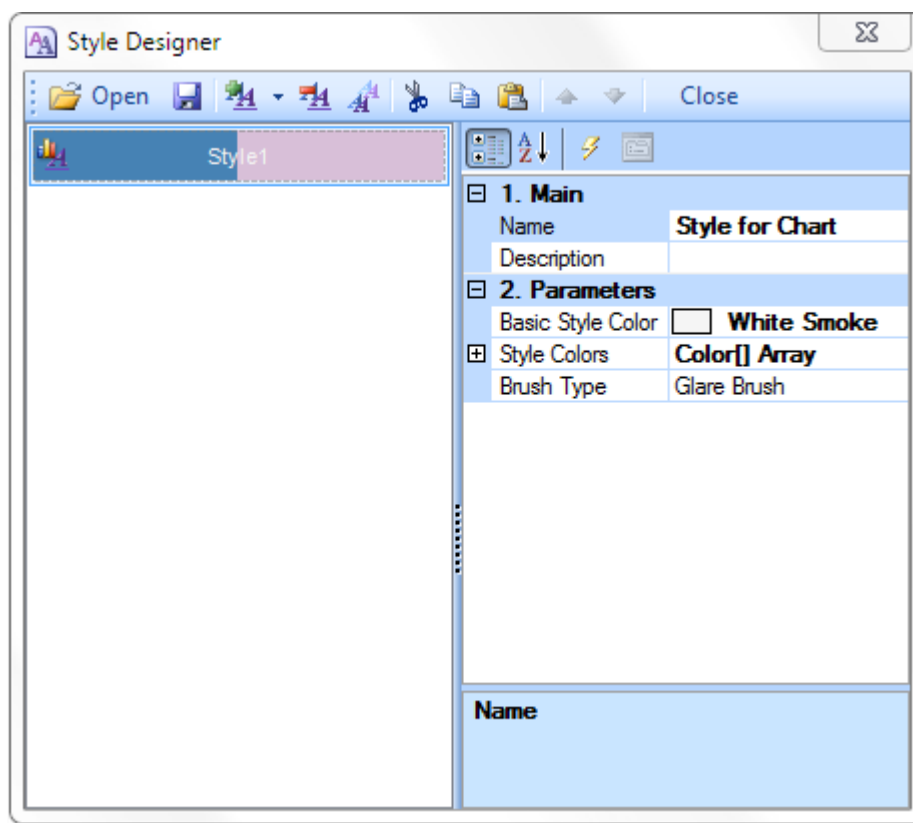 Style Designer
Open
Close
Style1
1. Main
Name Style for Chart
Description
2. Parameters
Basic Style Color White Smoke
Style Colors Color[] Array
Brush Type Glare Brush
Name